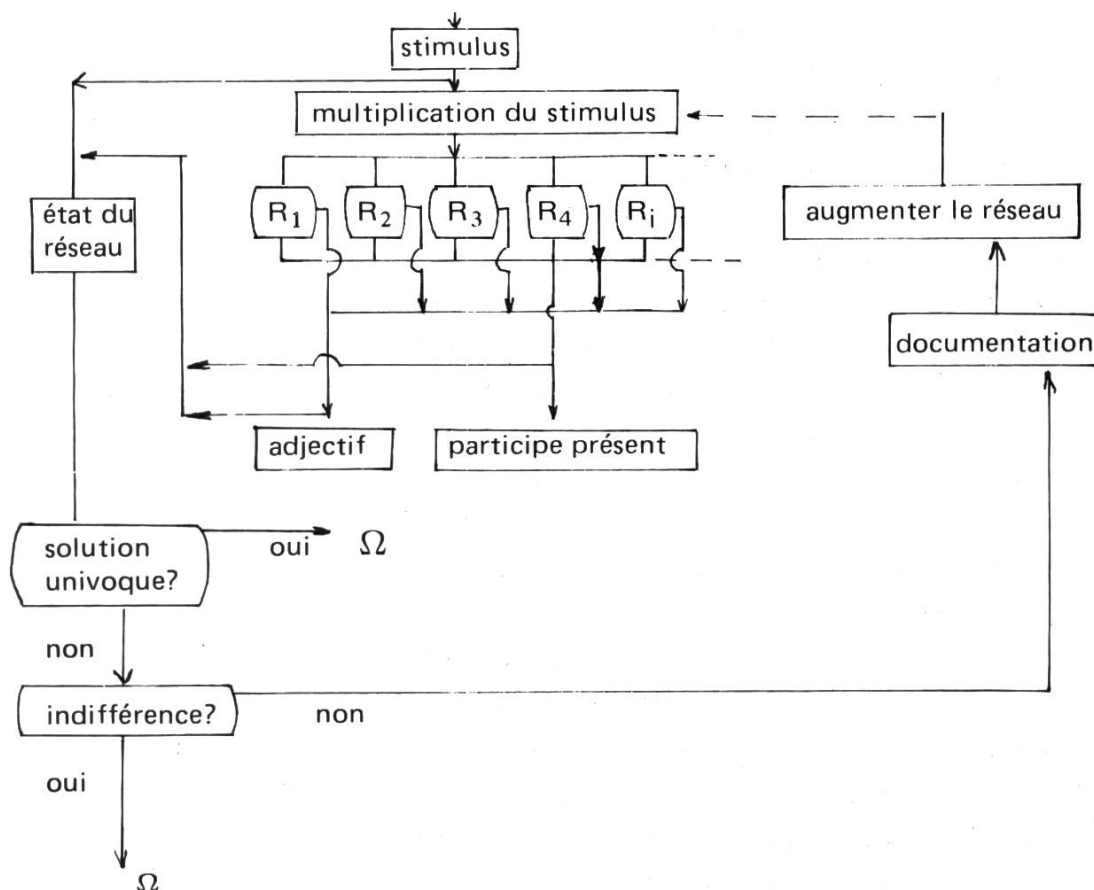 stimulus
multiplication du stimulus
R1
R2
R3
R4
Ri
état du
réseau
augmenter le réseau
documentation
adjectif
participe présent
solution
univoque?
oui
Ω
non
indifférence?
non
oui
Ω